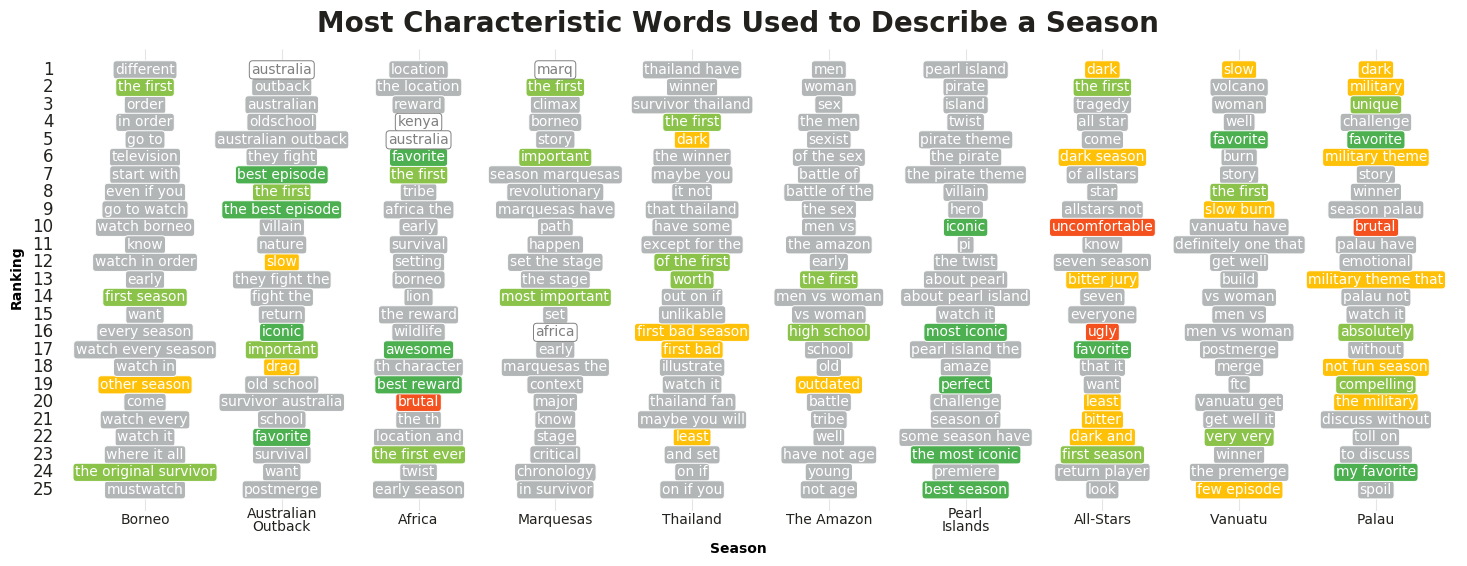 Most Characteristic Words Used to Describe a Season
1 different australia location marq thailand have men pearl island dark slow dark
2 the first outback the location the first winner woman pirate the first volcano military
3 order australian reward climax survivor thailand sex island tragedy woman unique
4 in order oldschool kenya borneo the first the men twist all star well challenge
5 go to australian outback australia story dark sexist pirate theme come favorite favorite
6 television they fight favorite important the winner of the sex the pirate dark season burn military theme
7 start with best episode the first season marquesas maybe you battle of the pirate theme of allstars story story
8 even if you the first tribe revolutionary it not battle of the villain star the first winner
9 go to watch the best episode africa the marquesas have that thailand the sex hero allstars not slow burn season palau
10 watch borneo villain early path have some men vs iconic uncomfortable vanuatu have brutal
11 know nature survival happen except for the the amazon pi know definitely one that palau have
12 watch in order slow setting set the stage of the first early the twist seven season get well emotional
13 early they fight the borneo the stage worth the first about pearl bitter jury build military theme that
14 first season fight the lion most important out on if men vs woman about pearl island seven vs woman palau not
15 want return the reward set unlikable vs woman watch it everyone men vs watch it
16 every season iconic wildlife africa first bad season high school most iconic ugly men vs woman absolutely
17 watch every season important awesome early first bad school pearl island the favorite postmerge without
18 watch in drag th character marquesas the illustrate old amaze that it merge not fun season
19 other season old school best reward context watch it outdated perfect want ftc compelling
20 come survivor australia brutal major thailand fan battle challenge least vanuatu get the military
21 watch every school the th know maybe you will tribe season of bitter get well it discuss without
22 watch it favorite location and stage least well some season have dark and very very toll on
23 where it all survival the first ever critical and set have not age the most iconic first season winner to discuss
24 the original survivor want twist chronology on if young premiere return player the premerge my favorite
25 mustwatch postmerge early season in survivor on if you not age best season look few episode spoil
Ranking
Borneo Australian Outback Africa Marquesas Thailand The Amazon Pearl Islands All-Stars Vanuatu Palau
Season